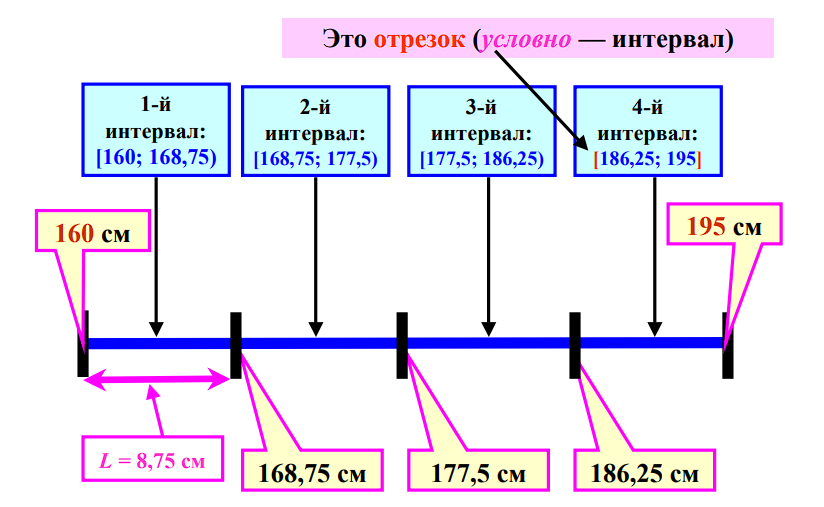 Это отрезок (условно — интервал)
1-й
интервал:
[160; 168,75)
2-й
интервал:
[168,75; 177,5)
3-й
интервал:
[177,5; 186,25)
4-й
интервал:
[186,25; 195]
160 см
195 см
L = 8,75 см
168,75 см
177,5 см
186,25 см